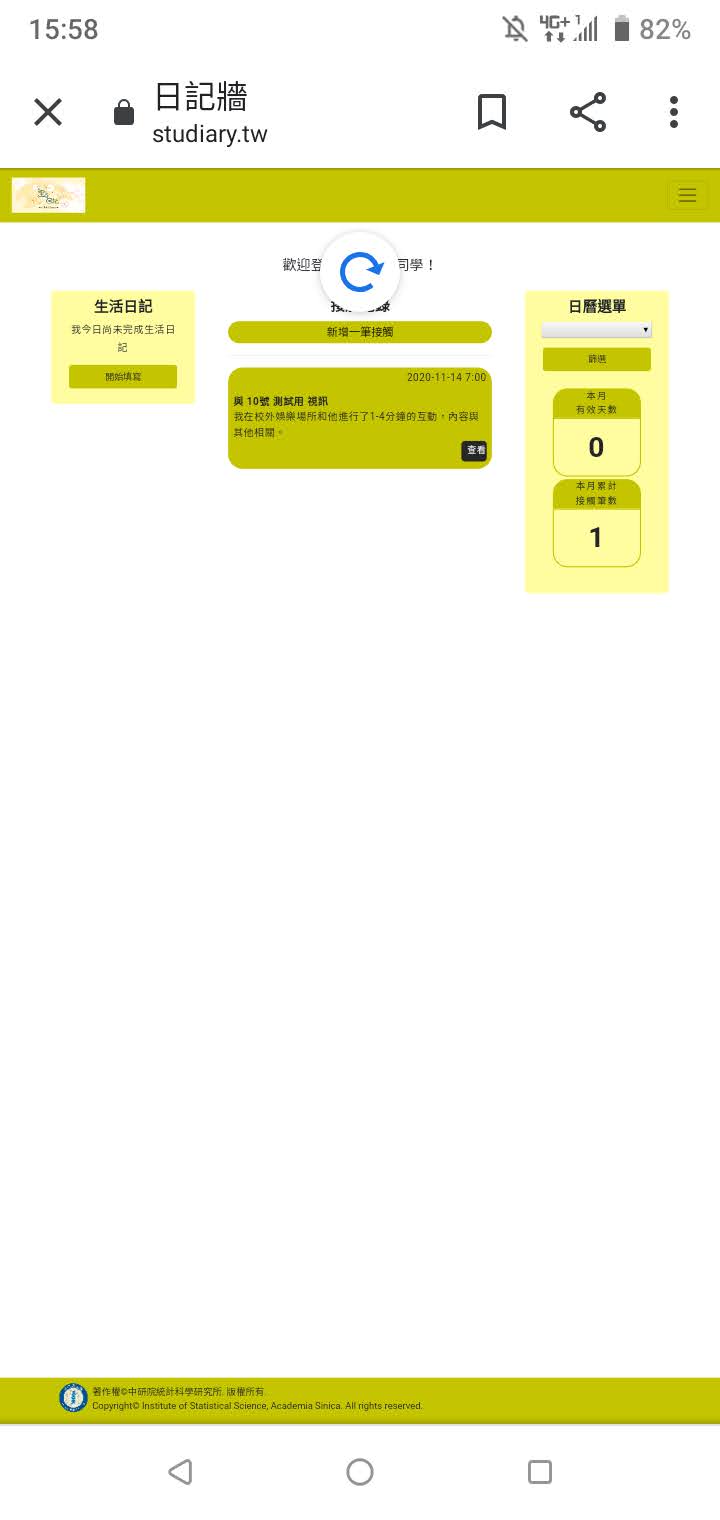 15:58
4G+ 1
82%
日記牆
studiary.tw
歡迎登
同學！
生活日記
我今日尚未完成生活日
記
開始填寫
新增一筆接觸
2020-11-14 7:00
與 10號 測試用 視訊
我在校外娛樂場所和他進行了1-4分鐘的互動，內容與
其他相關。
查看
日曆選單
篩選
本月
有效天數
0
本月累計
接觸筆數
1
著作權©中研院統計科學研究所. 版權所有.
Copyright© Institute of Statistical Science, Academia Sinica. All rights reserved.